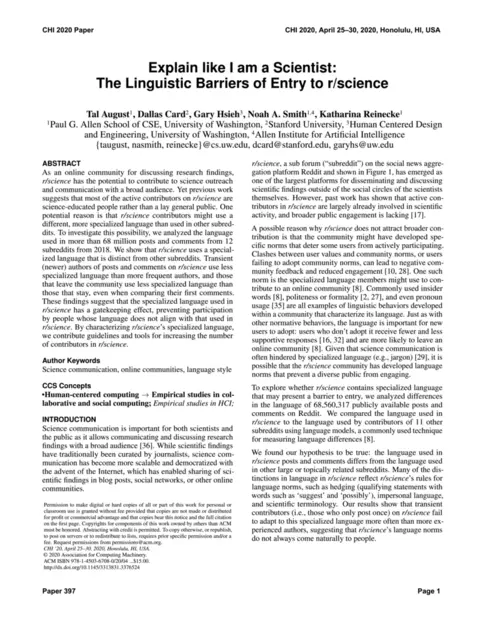 CHI 2020 Paper
CHI 2020, April 25–30, 2020, Honolulu, HI, USA
Explain like I am a Scientist:
The Linguistic Barriers of Entry to r/science
Tal August1, Dallas Card2, Gary Hsieh3, Noah A. Smith1,4, Katharina Reinecke1
1Paul G. Allen School of CSE, University of Washington, 2Stanford University, 3Human Centered Design
and Engineering, University of Washington, 4Allen Institute for Artificial Intelligence
{taugust, nasmith, reinecke}@cs.uw.edu, dcard@stanford.edu, garyhs@uw.edu
ABSTRACT
As an online community for discussing research findings,
r/science has the potential to contribute to science outreach
and communication with a broad audience. Yet previous work
suggests that most of the active contributors on r/science are
science-educated people rather than a lay general public. One
potential reason is that r/science contributors might use a
different, more specialized language than used in other subred-
dits. To investigate this possibility, we analyzed the language
used in more than 68 million posts and comments from 12
subreddits from 2018. We show that r/science uses a special-
ized language that is distinct from other subreddits. Transient
(newer) authors of posts and comments on r/science use less
specialized language than more frequent authors, and those
that leave the community use less specialized language than
those that stay, even when comparing their first comments.
These findings suggest that the specialized language used in
r/science has a gatekeeping effect, preventing participation
by people whose language does not align with that used in
r/science. By characterizing r/science's specialized language,
we contribute guidelines and tools for increasing the number
of contributors in r/science.
Author Keywords
Science communication, online communities, language style
CCS Concepts
•Human-centered computing → Empirical studies in col-
laborative and social computing; Empirical studies in HCI;
INTRODUCTION
Science communication is important for both scientists and
the public as it allows communicating and discussing research
findings with a broad audience [36]. While scientific findings
have traditionally been curated by journalists, science com-
munication has become more scalable and democratized with
the advent of the Internet, which has enabled sharing of sci-
entific findings in blog posts, social networks, or other online
communities.
Permission to make digital or hard copies of all or part of this work for personal or
classroom use is granted without fee provided that copies are not made or distributed
for profit or commercial advantage and that copies bear this notice and the full citation
on the first page. Copyrights for components of this work owned by others than ACM
must be honored. Abstracting with credit is permitted. To copy otherwise, or republish,
to post on servers or to redistribute to lists, requires prior specific permission and/or a
fee. Request permissions from permissions@acm.org.
CHI '20, April 25–30, 2020, Honolulu, HI, USA.
© 2020 Association for Computing Machinery.
ACM ISBN 978-1-4503-6708-0/20/04 ...$15.00.
http://dx.doi.org/10.1145/3313831.3376524
r/science, a sub forum ("subreddit") on the social news aggre-
gation platform Reddit and shown in Figure 1, has emerged as
one of the largest platforms for disseminating and discussing
scientific findings outside of the social circles of the scientists
themselves. However, past work has shown that active con-
tributors in r/science are largely already involved in scientific
activity, and broader public engagement is lacking [17].
A possible reason why r/science does not attract broader con-
tribution is that the community might have developed spe-
cific norms that deter some users from actively participating.
Clashes between user values and community norms, or users
failing to adopt community norms, can lead to negative com-
munity feedback and reduced engagement [10, 28]. One such
norm is the specialized language members might use to con-
tribute to an online community [8]. Commonly used insider
words [8], politeness or formality [2, 27], and even pronoun
usage [35] are all examples of linguistic behaviors developed
within a community that characterize its language. Just as with
other normative behaviors, the language is important for new
users to adopt: users who don't adopt it receive fewer and less
supportive responses [16, 32] and are more likely to leave an
online community [8]. Given that science communication is
often hindered by specialized language (e.g., jargon) [29], it is
possible that the r/science community has developed language
norms that prevent a diverse public from engaging.
To explore whether r/science contains specialized language
that may present a barrier to entry, we analyzed differences
in the language of 68,560,317 publicly available posts and
comments on Reddit. We compared the language used in
r/science to the language used by contributors of 11 other
subreddits using language models, a commonly used technique
for measuring language differences [8].
We found our hypothesis to be true: the language used in
r/science posts and comments differs from the language used
in other large or topically related subreddits. Many of the dis-
tinctions in language in r/science reflect r/science's rules for
language norms, such as hedging (qualifying statements with
words such as 'suggest' and 'possibly'), impersonal language,
and scientific terminology. Our results show that transient
contributors (i.e., those who only post once) on r/science fail
to adapt to this specialized language more often than more ex-
perienced authors, suggesting that r/science's language norms
do not always come naturally to people.
Paper 397
Page 1